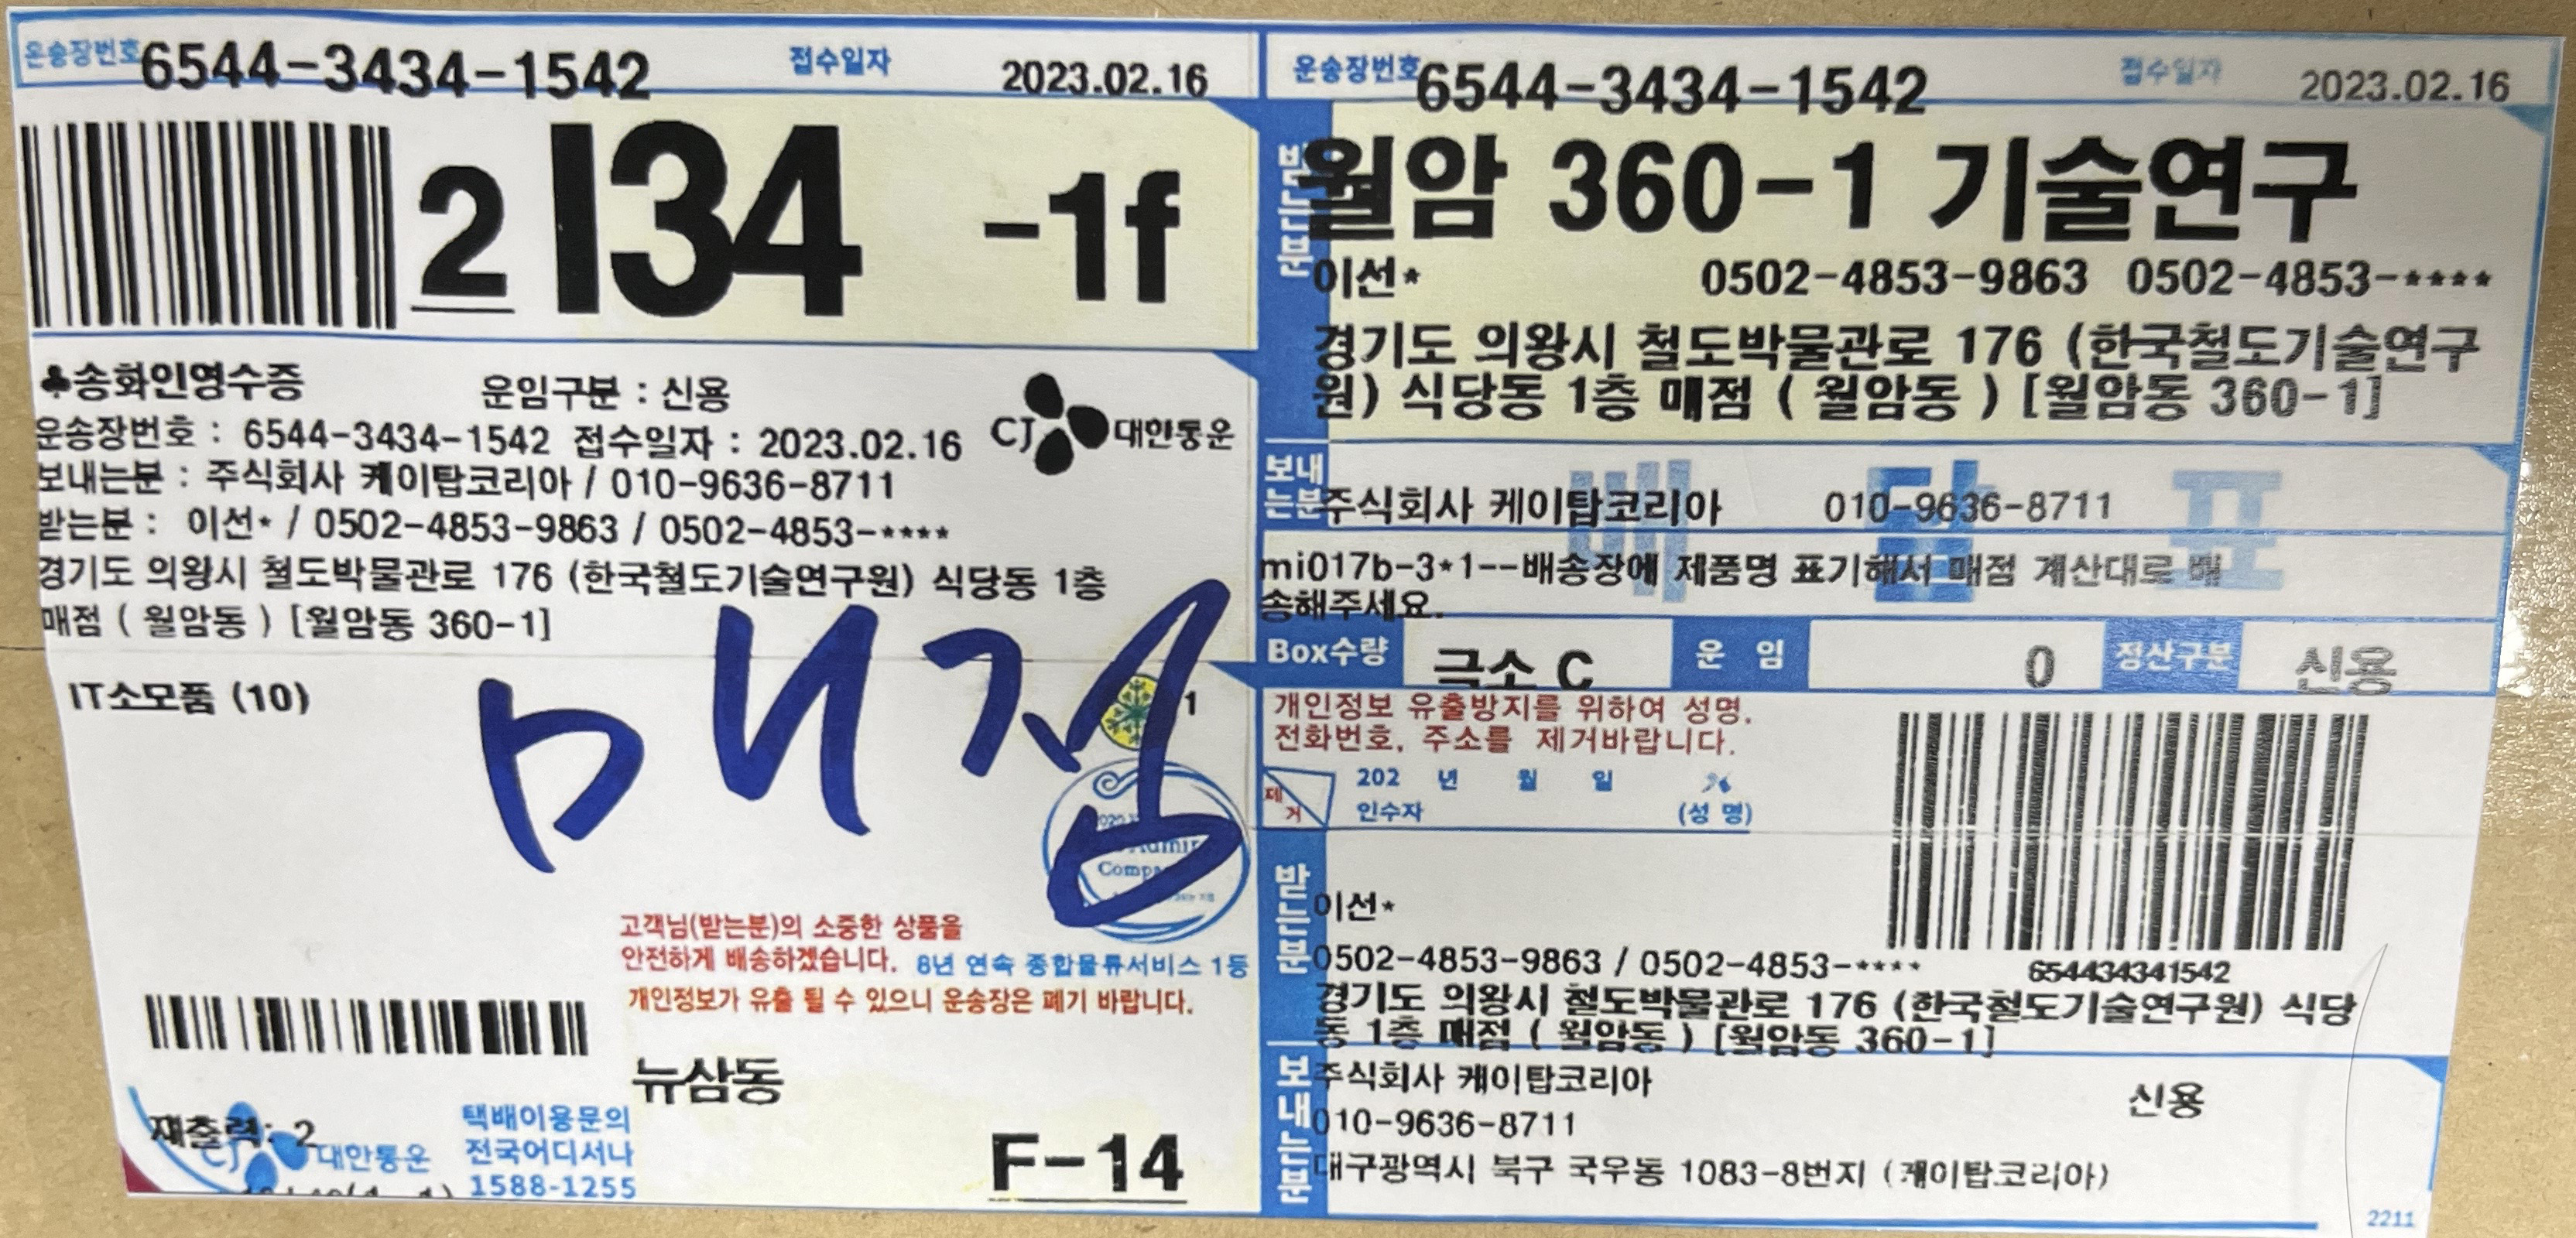 운송장번호 6544-3434-1542 접수일자 2023.02.16
2 I34 -1f
♣송화인영수증 운임구분 : 신용
운송장번호 : 6544-3434-1542 접수일자 : 2023.02.16
CJ 대한통운
보내는분 : 주식회사 케이탑코리아 / 010-9636-8711
받는분 : 이선* / 0502-4853-9863 / 0502-4853-****
경기도 의왕시 철도박물관로 176 (한국철도기술연구원) 식당동 1층
매점 ( 월암동 ) [월암동 360-1]
IT소모품 (10)
1
매점
고객님(받는분)의 소중한 상품을
안전하게 배송하겠습니다. 8년 연속 종합물류서비스 1등
개인정보가 유출 될 수 있으니 운송장은 폐기 바랍니다.
뉴삼동
재출력: 2
CJ 대한통운
택배이용문의
전국어디서나
1588-1255
F-14
운송장번호 6544-3434-1542 접수일자 2023.02.16
받는분
월암 360-1 기술연구
이선* 0502-4853-9863 0502-4853-****
경기도 의왕시 철도박물관로 176 (한국철도기술연구
원) 식당동 1층 매점 ( 월암동 ) [월암동 360-1]
배달표
보내는분 주식회사 케이탑코리아 010-9636-8711
mi017b-3*1--배송장에 제품명 표기해서 매점 계산대로 배
송해주세요.
Box수량 극소 C 운 임 0 정산구분 신용
개인정보 유출방지를 위하여 성명,
전화번호, 주소를 제거바랍니다.
제거
202 년 월 일
인수자 (성 명)
받는분
이선*
0502-4853-9863 / 0502-4853-****
654434341542
경기도 의왕시 철도박물관로 176 (한국철도기술연구원) 식당
동 1층 매점 ( 월암동 ) [월암동 360-1]
보내는분
주식회사 케이탑코리아 신용
010-9636-8711
대구광역시 북구 국우동 1083-8번지 (케이탑코리아)
2211